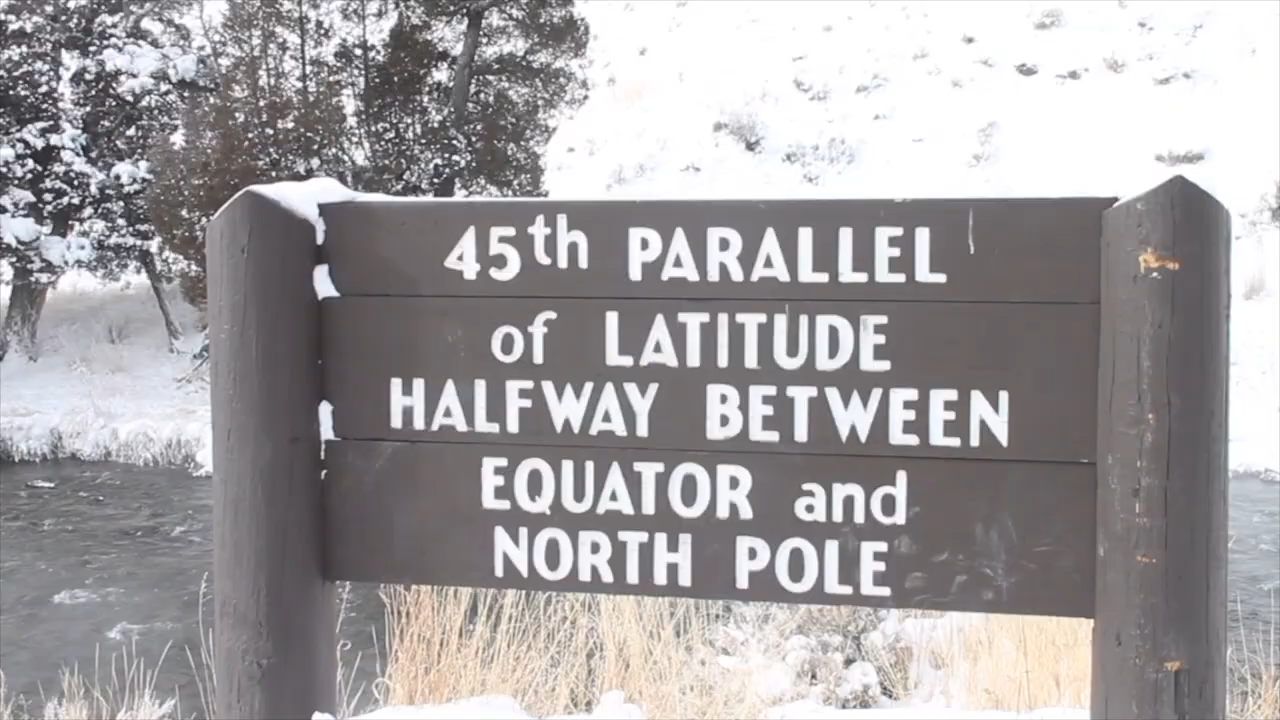 45th PARALLEL
of LATITUDE
HALFWAY BETWEEN
EQUATOR and
NORTH POLE